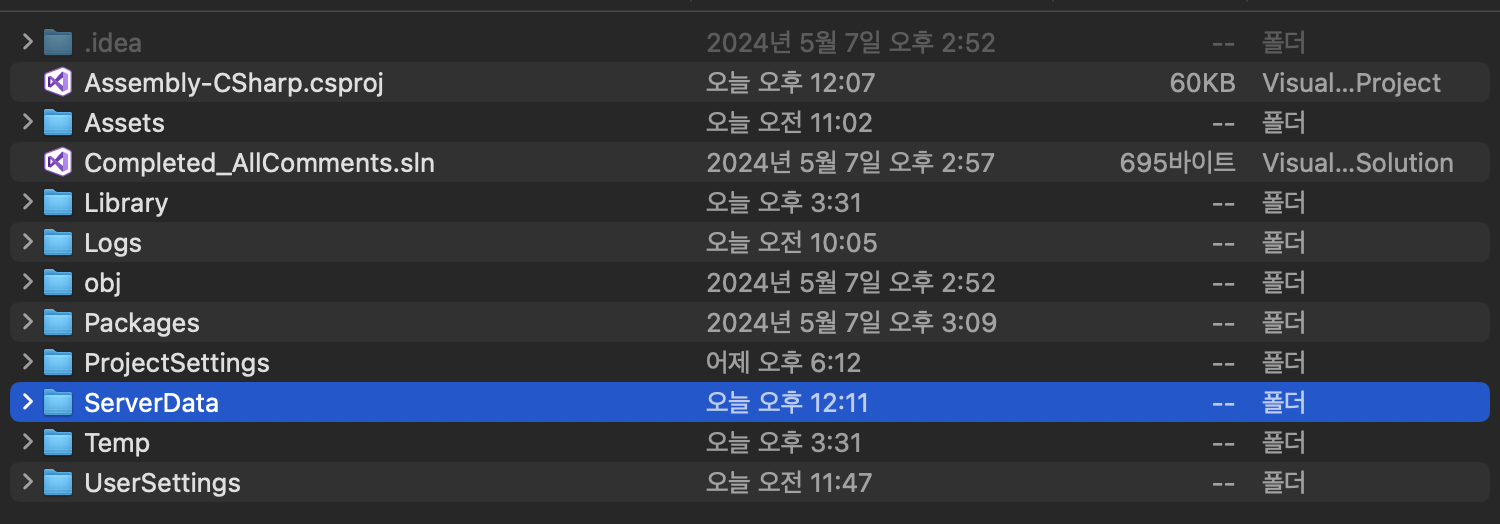 .idea 2024년 5월 7일 오후 2:52 -- 폴더
Assembly-CSharp.csproj 오늘 오후 12:07 60KB Visual...Project
Assets 오늘 오전 11:02 -- 폴더
Completed_AllComments.sln 2024년 5월 7일 오후 2:57 695바이트 Visual...Solution
Library 오늘 오후 3:31 -- 폴더
Logs 오늘 오전 10:05 -- 폴더
obj 2024년 5월 7일 오후 2:52 -- 폴더
Packages 2024년 5월 7일 오후 3:09 -- 폴더
ProjectSettings 어제 오후 6:12 -- 폴더
ServerData 오늘 오후 12:11 -- 폴더
Temp 오늘 오후 3:31 -- 폴더
UserSettings 오늘 오전 11:47 -- 폴더